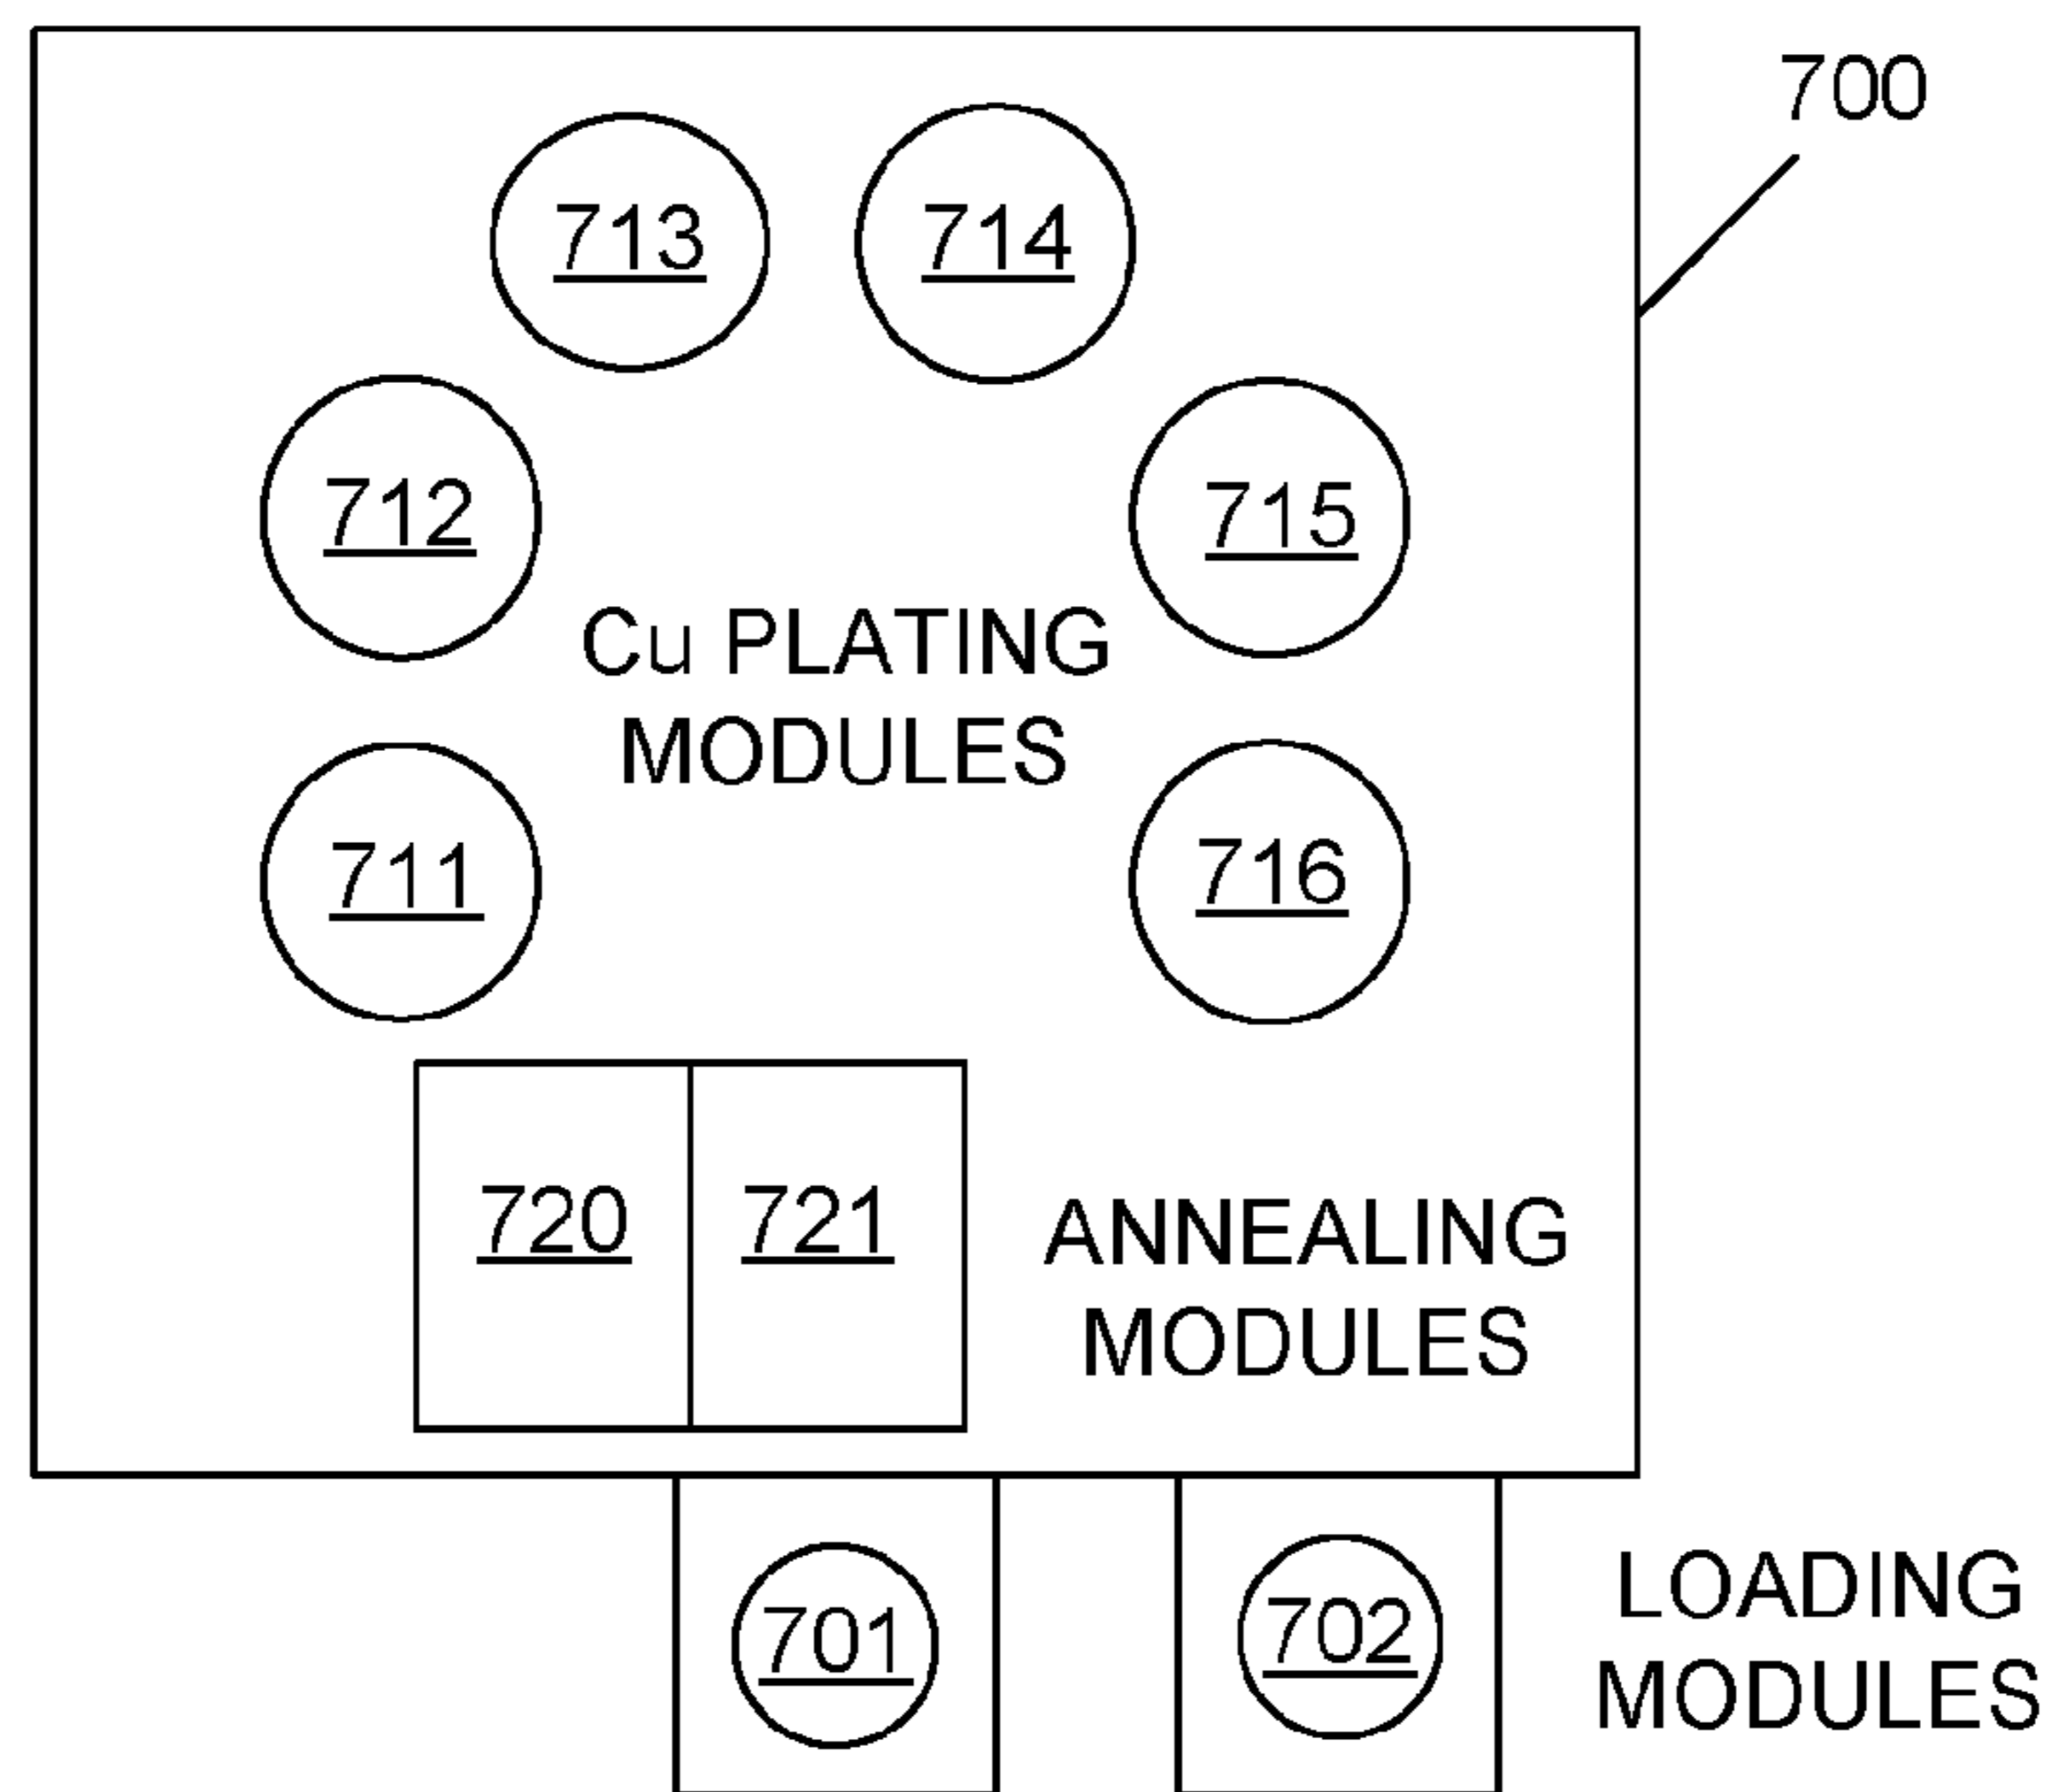 700
713
714
712
715
Cu PLATING
MODULES
711
716
720
721
ANNEALING
MODULES
701
702
LOADING
MODULES